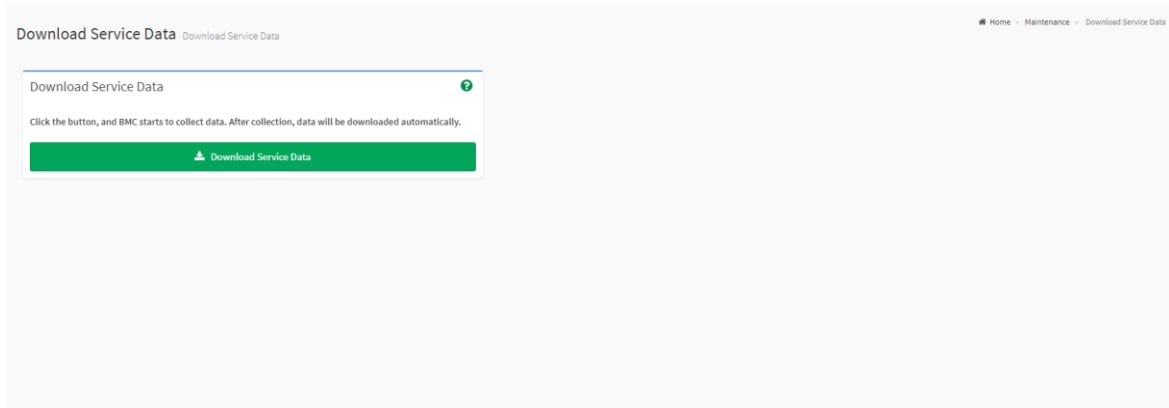 Download Service Data Download Service Data
Home > Maintenance > Download Service Data
Download Service Data
Click the button, and BMC starts to collect data. After collection, data will be downloaded automatically.
Download Service Data